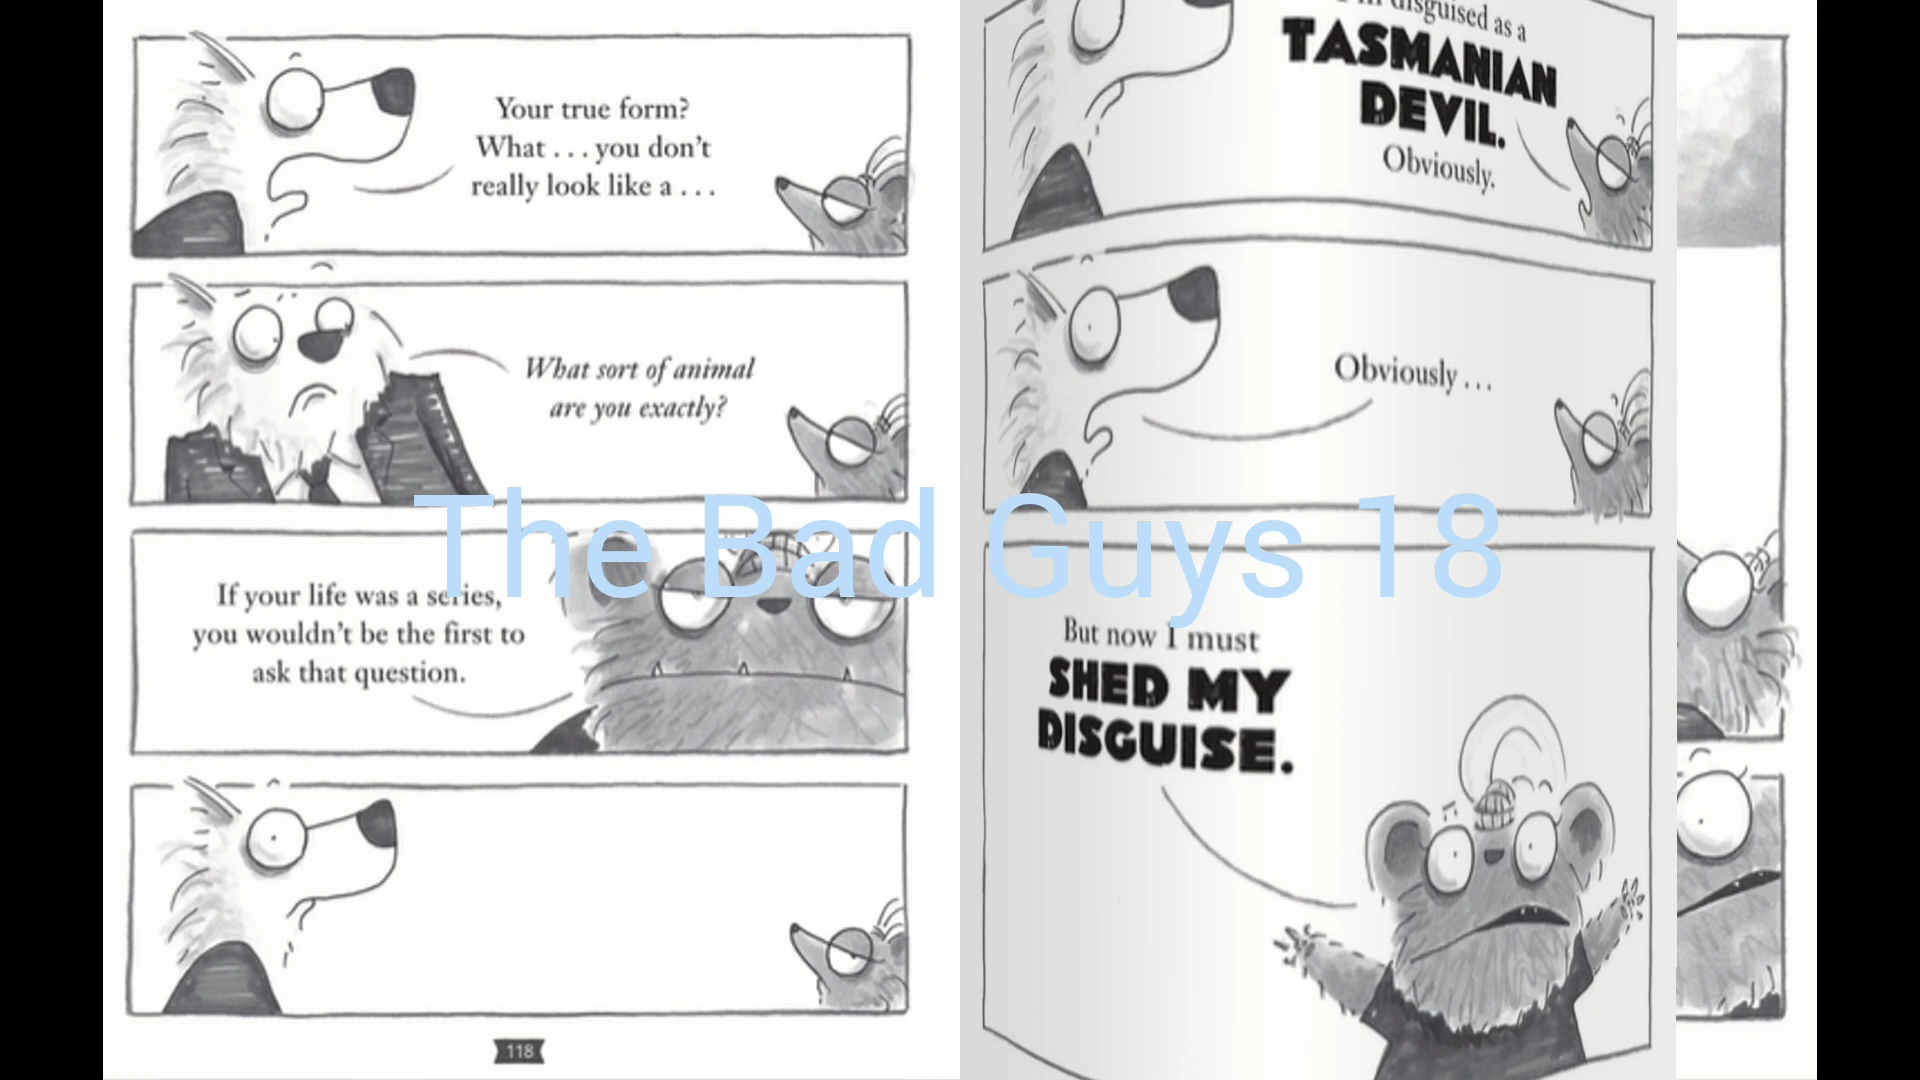 Your true form?
What . . . you don't
really look like a . . .
What sort of animal
are you exactly?
If your life was a series,
you wouldn't be the first to
ask that question.
118
disguised as a
TASMANIAN
DEVIL.
Obviously.
Obviously . . .
But now I must
SHED MY
DISGUISE.
The Bad Guys 18